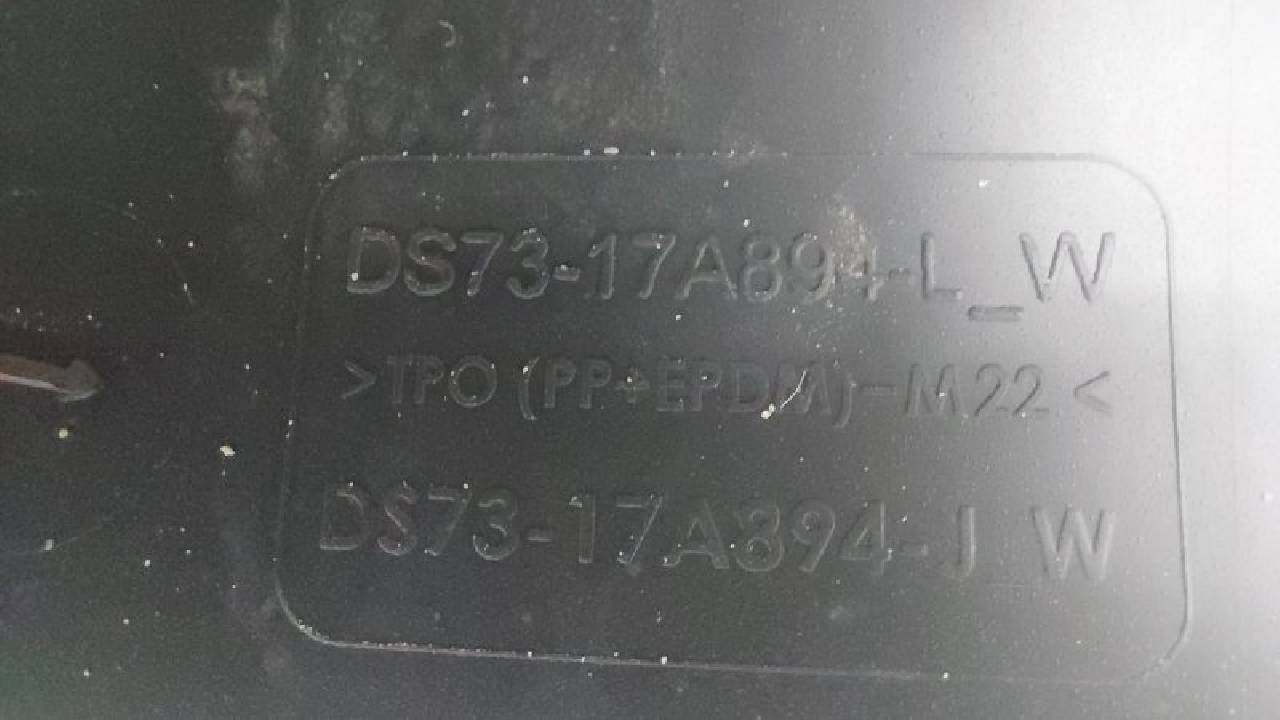 DS73-17A894-L_W
>TPO (PP+EPDM)-M22<
DS73-17A894-J W